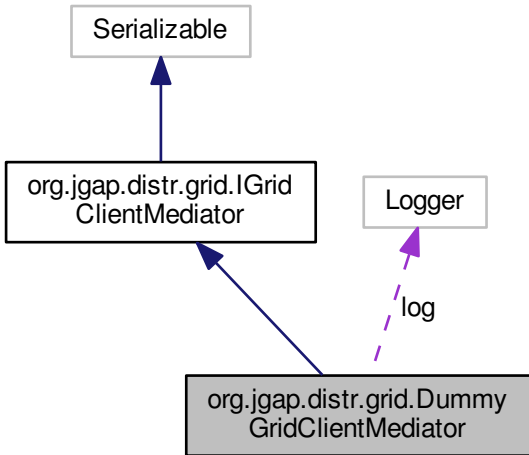 Serializable
org.jgap.distr.grid.IGrid
ClientMediator
Logger
log
org.jgap.distr.grid.Dummy
GridClientMediator